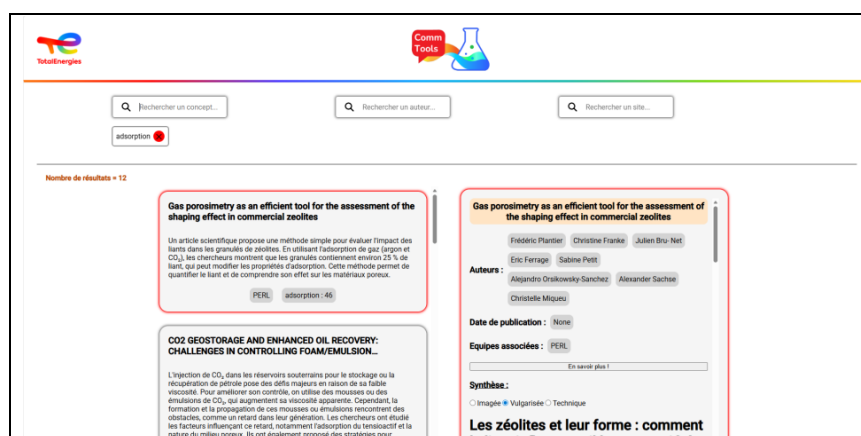 TotalEnergies
Comm
Tools
Rechercher un concept...
Rechercher un auteur...
Rechercher un site...
adsorption
Nombre de résultats = 12
Gas porosimetry as an efficient tool for the assessment of the
shaping effect in commercial zeolites
Un article scientifique propose une méthode simple pour évaluer l'impact des
liants dans les granulés de zéolites. En utilisant l'adsorption de gaz (argon et
CO₂), les chercheurs montrent que les granulés contiennent environ 25 % de
liant, qui peut modifier les propriétés d'adsorption. Cette méthode permet de
quantifier le liant et de comprendre son effet sur les matériaux poreux.
PERL
adsorption : 46
CO2 GEOSTORAGE AND ENHANCED OIL RECOVERY:
CHALLENGES IN CONTROLLING FOAM/EMULSION...
L'injection de CO₂ dans les réservoirs souterrains pour le stockage ou la
récupération de pétrole pose des défis majeurs en raison de sa faible
viscosité. Pour améliorer son contrôle, on utilise des mousses ou des
émulsions de CO₂, qui augmentent sa viscosité apparente. Cependant, la
formation et la propagation de ces mousses ou émulsions rencontrent des
obstacles, comme un retard dans leur génération. Les chercheurs ont étudié
les facteurs influençant ce retard, notamment l'adsorption du tensioactif et la
nature du milieu poreux. Ils ont également proposé des stratégies pour
Gas porosimetry as an efficient tool for the assessment of
the shaping effect in commercial zeolites
Auteurs :
Frédéric Plantier Christine Franke Julien Bru- Net
Eric Ferrage Sabine Petit
Alejandro Orsikowsky-Sanchez Alexander Sachse
Christelle Miqueu
Date de publication : None
Equipes associées : PERL
En savoir plus !
Synthèse :
Imagée Vulgarisée Technique
Les zéolites et leur forme : comment